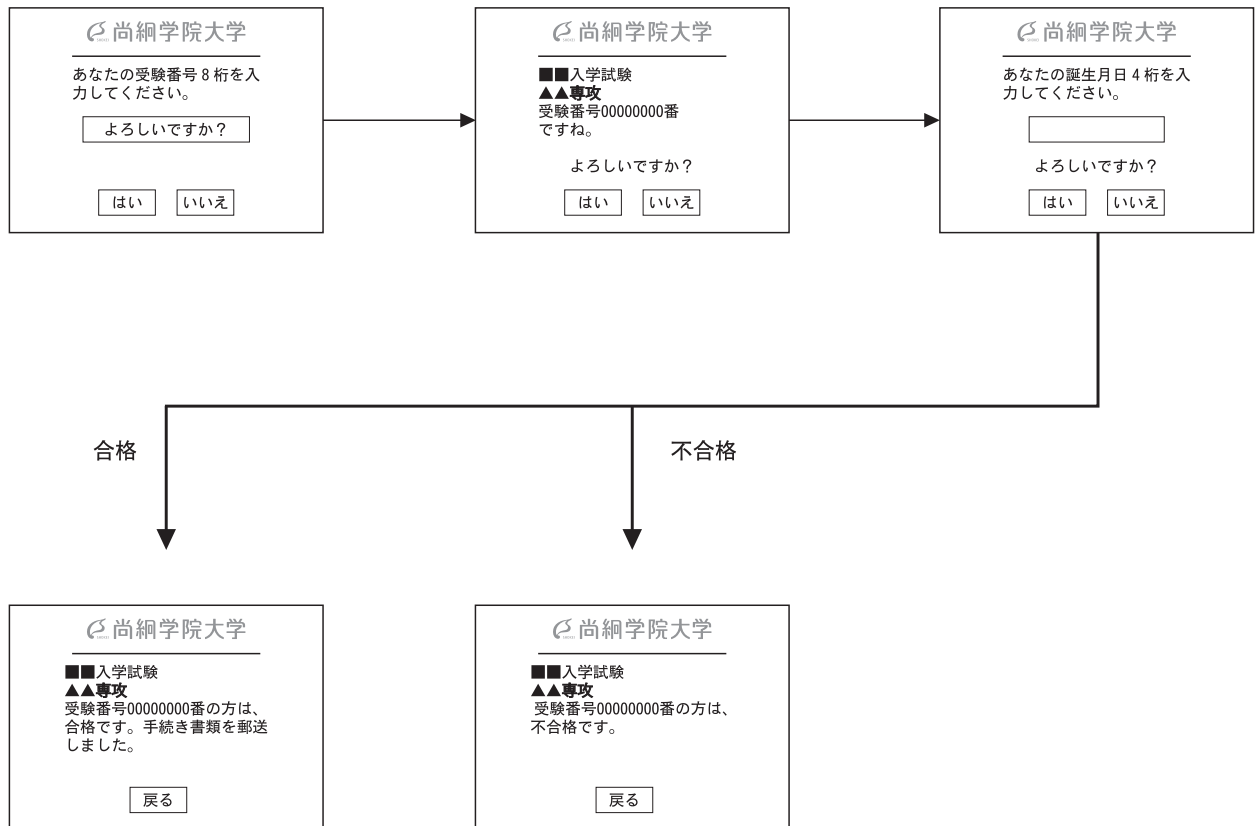 尚絅学院大学
あなたの受験番号8桁を入
力してください。
よろしいですか？
はい いいえ
尚絅学院大学
■■入学試験
▲▲専攻
受験番号00000000番
ですね。
よろしいですか？
はい いいえ
尚絅学院大学
あなたの誕生月日4桁を入
力してください。
よろしいですか？
はい いいえ
合格
不合格
尚絅学院大学
■■入学試験
▲▲専攻
受験番号00000000番の方は、
合格です。手続き書類を郵送
しました。
戻る
尚絅学院大学
■■入学試験
▲▲専攻
受験番号00000000番の方は、
不合格です。
戻る